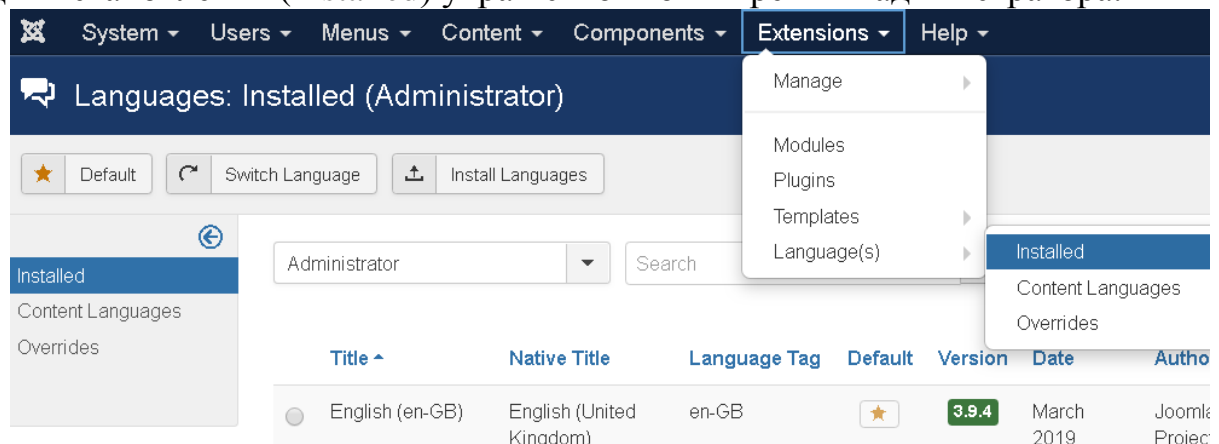 System Users Menus Content Components Extensions Help
Languages: Installed (Administrator)
Manage
Modules
Plugins
Templates
Language(s)
Installed
Content Languages
Overrides
Default Switch Language Install Languages
Installed
Content Languages
Overrides
Administrator Search
Title Native Title Language Tag Default Version Date
English (en-GB) English (United en-GB 3.9.4 March
Kingdom) 2019